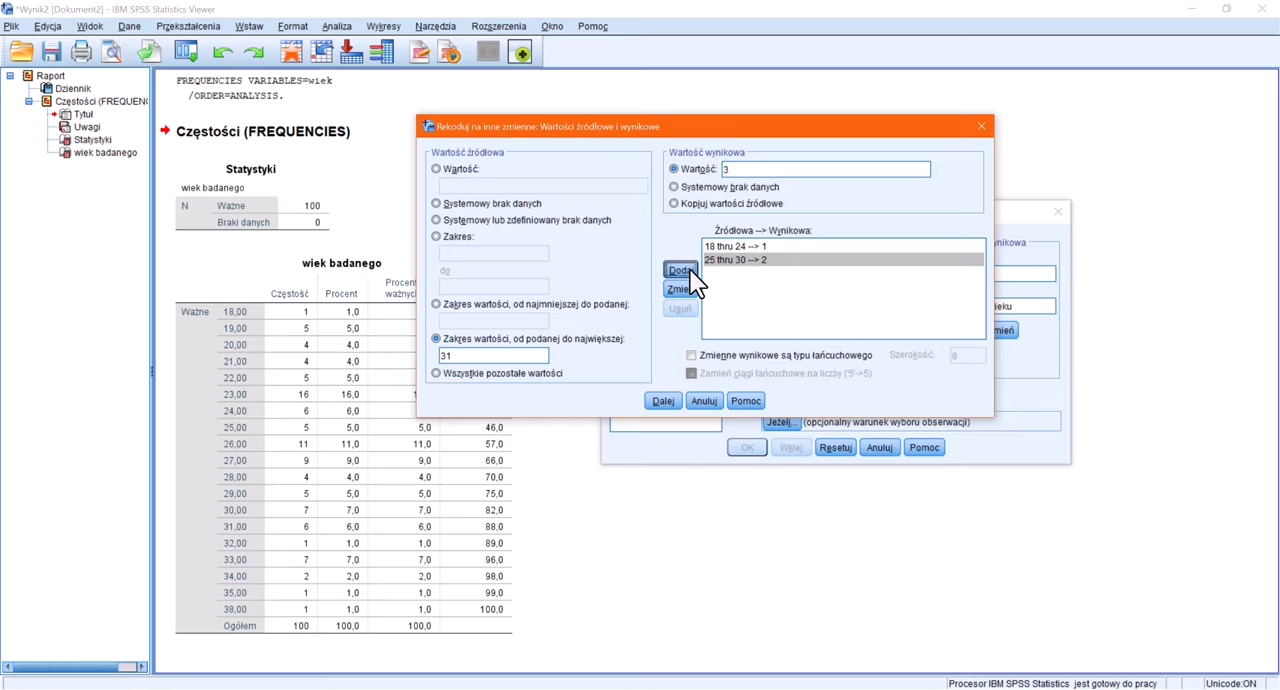 *Wynik2 [Dokument2] - IBM SPSS Statistics Viewer
Plik Edycja Widok Dane Przekształcenia Wstaw Format Analiza Wykresy Narzędzia Rozszerzenia Okno Pomoc
Raport
Dziennik
Częstości (FREQUENC
Tytuł
Uwagi
Statystyki
wiek badanego
FREQUENCIES VARIABLES=wiek
/ORDER=ANALYSIS.
Częstości (FREQUENCIES)
Statystyki
wiek badanego
N Ważne 100
Braki danych 0
wiek badanego
Częstość Procent
Procent
ważnych
Ważne 18,00 1 1,0
19,00 5 5,0
20,00 4 4,0
21,00 4 4,0
22,00 5 5,0
23,00 16 16,0
24,00 6 6,0
25,00 5 5,0 5,0 46,0
26,00 11 11,0 11,0 57,0
27,00 9 9,0 9,0 66,0
28,00 4 4,0 4,0 70,0
29,00 5 5,0 5,0 75,0
30,00 7 7,0 7,0 82,0
31,00 6 6,0 6,0 88,0
32,00 1 1,0 1,0 89,0
33,00 7 7,0 7,0 96,0
34,00 2 2,0 2,0 98,0
35,00 1 1,0 1,0 99,0
38,00 1 1,0 1,0 100,0
Ogółem 100 100,0 100,0
Rekoduj na inne zmienne: Wartości źródłowe i wynikowe
Wartość źródłowa
Wartość:
Systemowy brak danych
Systemowy lub zdefiniowany brak danych
Zakres:
do
Zakres wartości, od najmniejszej do podanej:
Zakres wartości, od podanej do największej:
31
Wszystkie pozostałe wartości
Wartość wynikowa
Wartość: 3
Systemowy brak danych
Kopiuj wartości źródłowe
Źródłowa --> Wynikowa:
18 thru 24 --> 1
25 thru 30 --> 2
Dodaj
Zmień
Usuń
Zmienne wynikowe są typu łańcuchowego Szerokość: 8
Zamień ciągi łańcuchowe na liczby ('5'->5)
Dalej Anuluj Pomoc
ynikowa
ieku
mień
Jeżeli... (opcjonalny warunek wyboru obserwacji)
OK Wklej Resetuj Anuluj Pomoc
Procesor IBM SPSS Statistics jest gotowy do pracy Unicode:ON